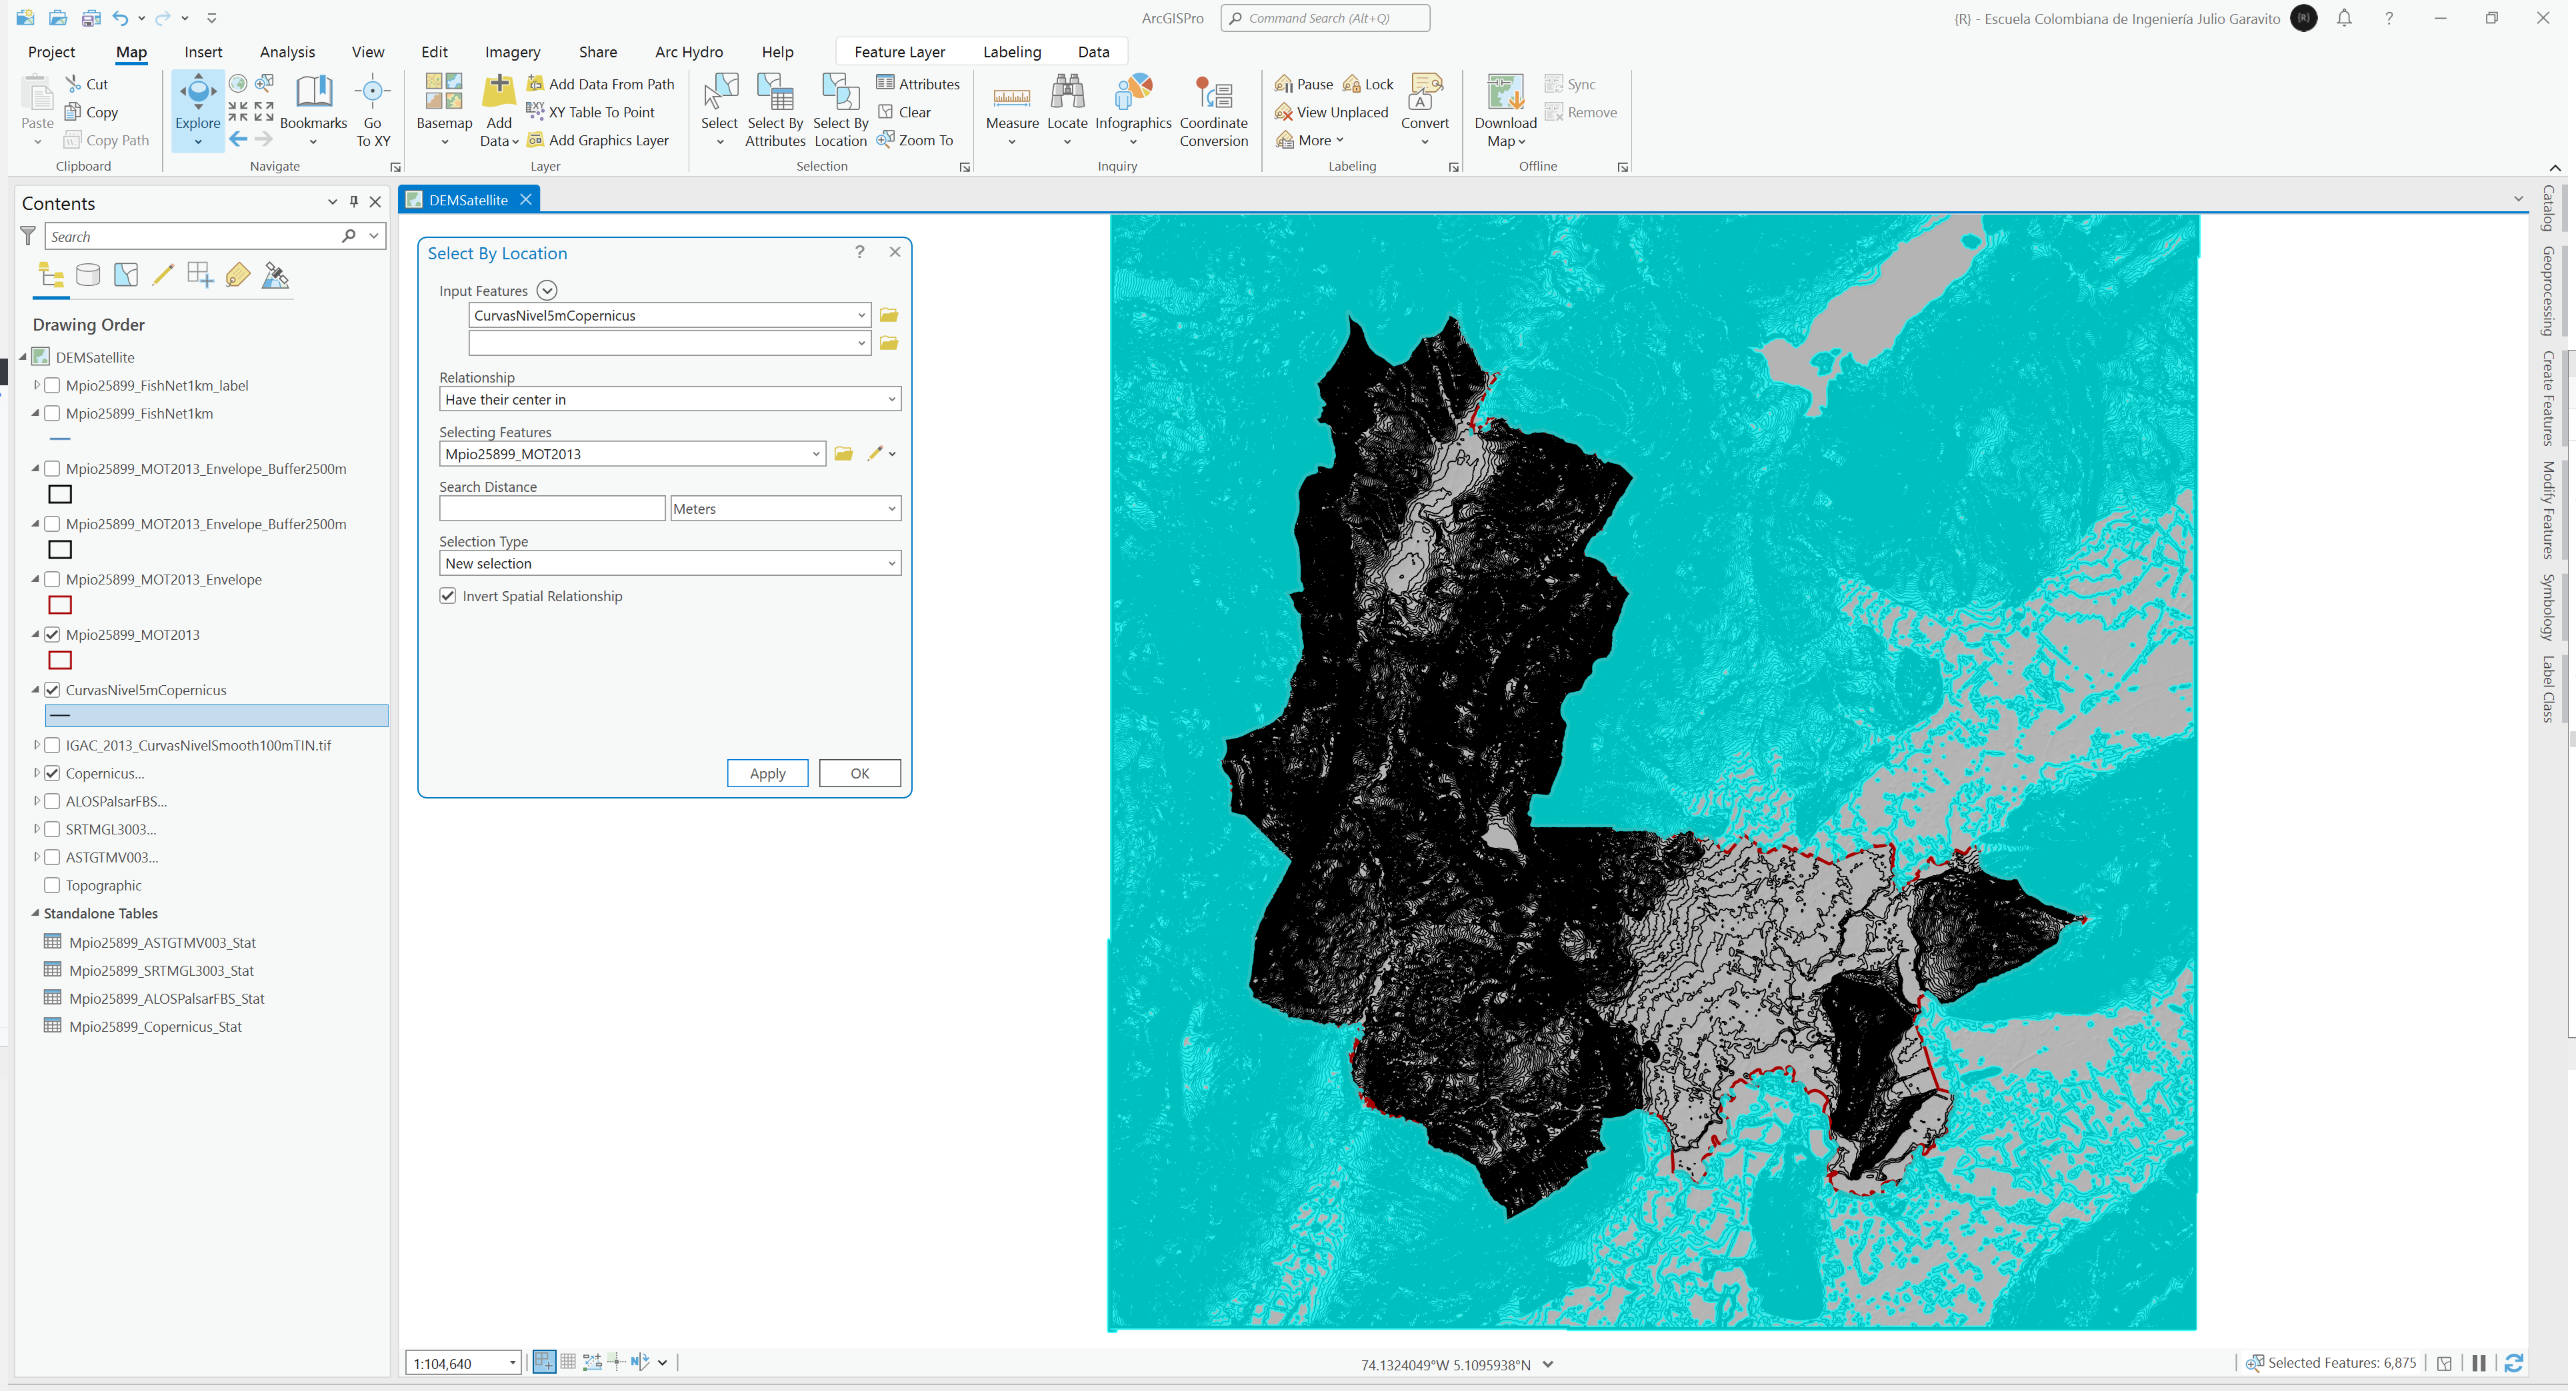 ArcGISPro
Command Search (Alt+Q)
{R} - Escuela Colombiana de Ingeniería Julio Garavito
{R}
Project
Map
Insert
Analysis
View
Edit
Imagery
Share
Arc Hydro
Help
Feature Layer
Labeling
Data
Paste
Cut
Copy
Copy Path
Clipboard
Explore
Bookmarks
Go To XY
Navigate
Basemap
Add Data
Add Data From Path
XY Table To Point
Add Graphics Layer
Layer
Select
Select By Attributes
Select By Location
Attributes
Clear
Zoom To
Selection
Measure
Locate
Infographics
Coordinate Conversion
Inquiry
Pause
Lock
View Unplaced
More
Convert
Labeling
Download Map
Sync
Remove
Offline
Contents
Search
Drawing Order
DEMSatellite
Mpio25899_FishNet1km_label
Mpio25899_FishNet1km
Mpio25899_MOT2013_Envelope_Buffer2500m
Mpio25899_MOT2013_Envelope_Buffer2500m
Mpio25899_MOT2013_Envelope
Mpio25899_MOT2013
CurvasNivel5mCopernicus
IGAC_2013_CurvasNivelSmooth100mTIN.tif
Copernicus...
ALOSPalsarFBS...
SRTMGL3003...
ASTGTMV003...
Topographic
Standalone Tables
Mpio25899_ASTGTMV003_Stat
Mpio25899_SRTMGL3003_Stat
Mpio25899_ALOSPalsarFBS_Stat
Mpio25899_Copernicus_Stat
DEMSatellite
Select By Location
Input Features
CurvasNivel5mCopernicus
Relationship
Have their center in
Selecting Features
Mpio25899_MOT2013
Search Distance
Meters
Selection Type
New selection
Invert Spatial Relationship
Apply
OK
1:104,640
74.1324049°W 5.1095938°N
Selected Features: 6,875
Catalog
Geoprocessing
Create Features
Modify Features
Symbology
Label Class